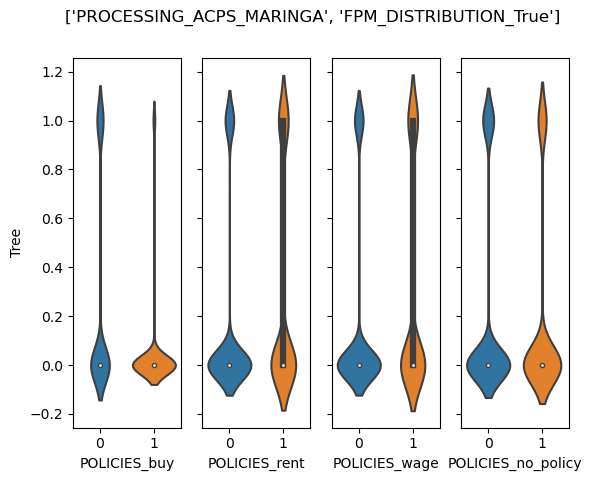 ['PROCESSING_ACPS_MARINGA', 'FPM_DISTRIBUTION_True']
Tree
1.2
1.0
0.8
0.6
0.4
0.2
0.0
−0.2
0 1
POLICIES_buy
0 1
POLICIES_rent
0 1
POLICIES_wage
0 1
POLICIES_no_policy